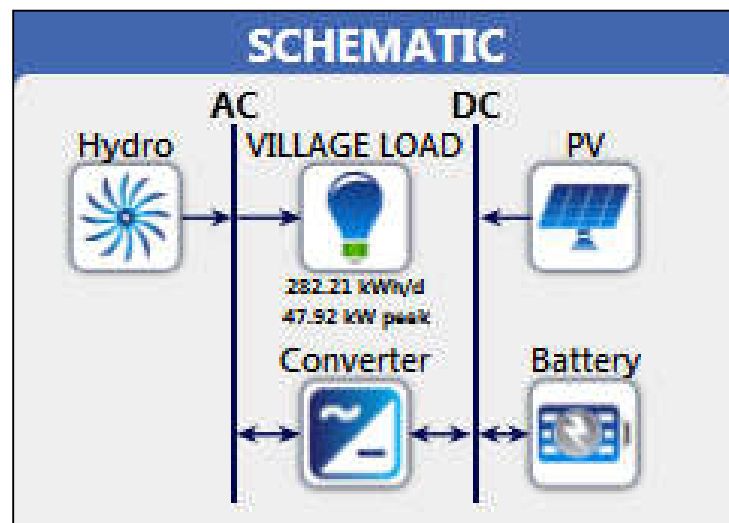 SCHEMATIC
AC DC
Hydro VILLAGE LOAD PV
282.21 kWh/d
47.92 kW peak
Converter Battery